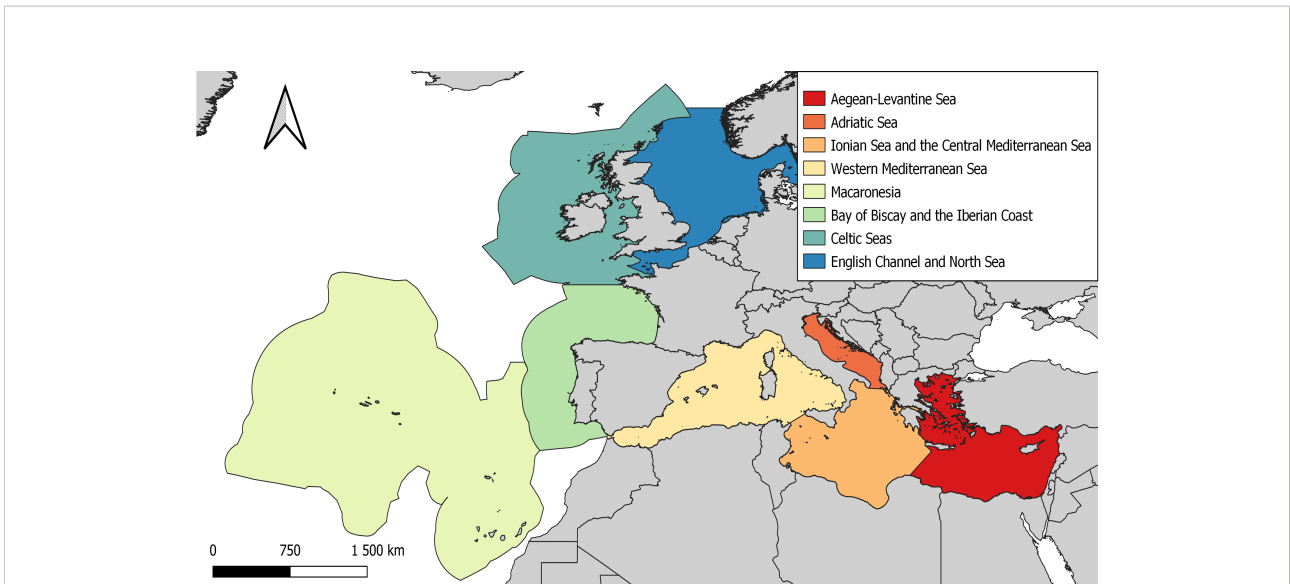 Aegean-Levantine Sea
Adriatic Sea
Ionian Sea and the Central Mediterranean Sea
Western Mediterranean Sea
Macaronesia
Bay of Biscay and the Iberian Coast
Celtic Seas
English Channel and North Sea
0 750 1 500 km